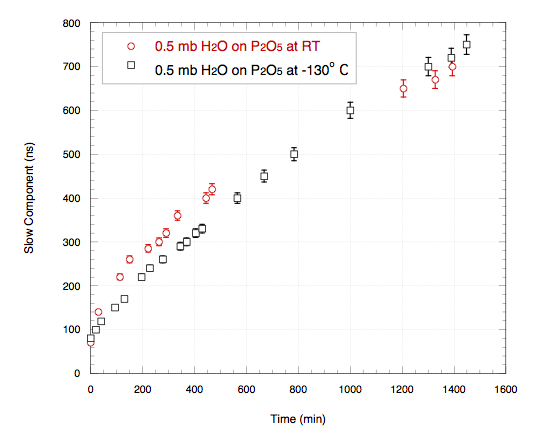 800
700
600
500
400
300
200
100
0
Slow Component (ns)
0.5 mb H2O on P2O5 at RT
0.5 mb H2O on P2O5 at -130° C
0 200 400 600 800 1000 1200 1400 1600
Time (min)